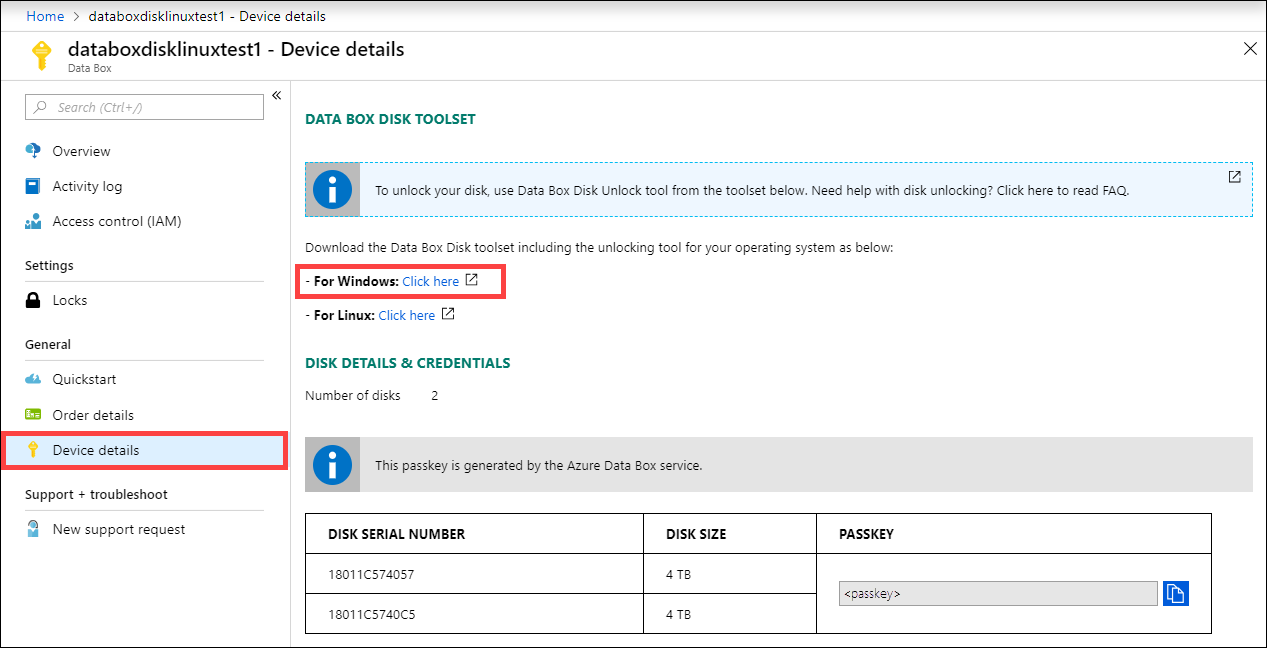 Home > databoxdisklinuxtest1 - Device details
databoxdisklinuxtest1 - Device details
Data Box
Search (Ctrl+/)
Overview
Activity log
Access control (IAM)
Settings
Locks
General
Quickstart
Order details
Device details
Support + troubleshoot
New support request
DATA BOX DISK TOOLSET
To unlock your disk, use Data Box Disk Unlock tool from the toolset below. Need help with disk unlocking? Click here to read FAQ.
Download the Data Box Disk toolset including the unlocking tool for your operating system as below:
- For Windows: Click here
- For Linux: Click here
DISK DETAILS & CREDENTIALS
Number of disks 2
This passkey is generated by the Azure Data Box service.
DISK SERIAL NUMBER DISK SIZE PASSKEY
18011C574057 4 TB
<passkey>
18011C5740C5 4 TB